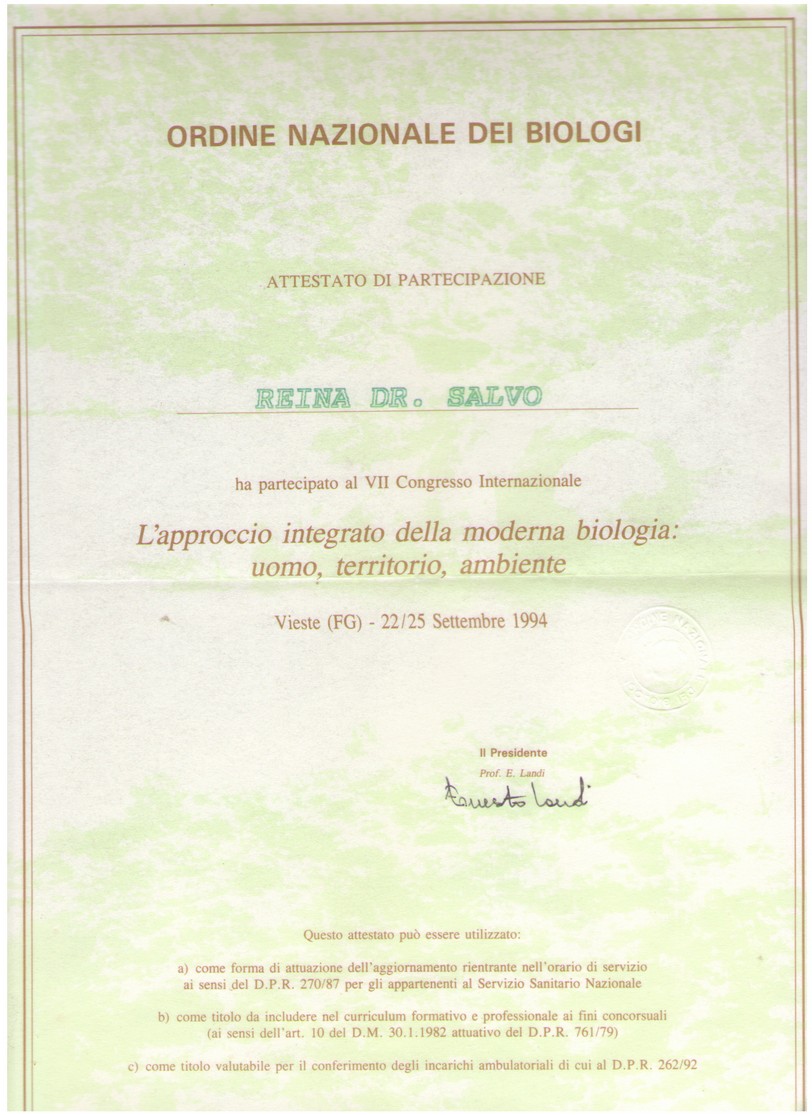 ORDINE NAZIONALE DEI BIOLOGI
ATTESTATO DI PARTECIPAZIONE
REINA DR. SALVO
ha partecipato al VII Congresso Internazionale
L'approccio integrato della moderna biologia:
uomo, territorio, ambiente
Vieste (FG) - 22/25 Settembre 1994
Il Presidente
Prof. E. Landi
Ernesto Landi
Questo attestato può essere utilizzato:
a) come forma di attuazione dell'aggiornamento rientrante nell'orario di servizio
ai sensi del D.P.R. 270/87 per gli appartenenti al Servizio Sanitario Nazionale
b) come titolo da includere nel curriculum formativo e professionale ai fini concorsuali
(ai sensi dell'art. 10 del D.M. 30.1.1982 attuativo del D.P.R. 761/79)
c) come titolo valutabile per il conferimento degli incarichi ambulatoriali di cui al D.P.R. 262/92